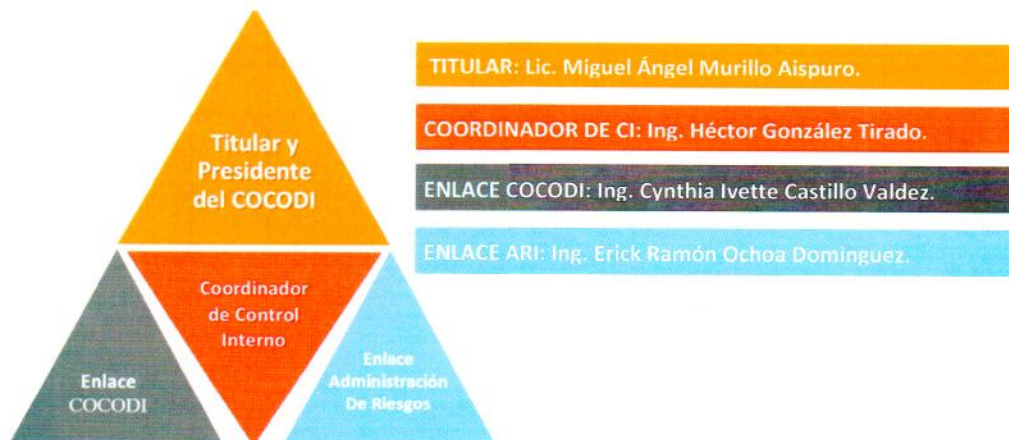 Titular y
Presidente
del COCODI
Coordinador
de Control
Interno
Enlace
COCODI
Enlace
Administración
De Riesgos
TITULAR: Lic. Miguel Ángel Murillo Aispuro.
COORDINADOR DE CI: Ing. Héctor González Tirado.
ENLACE COCODI: Ing. Cynthia Ivette Castillo Valdez.
ENLACE ARI: Ing. Erick Ramón Ochoa Dominguez.